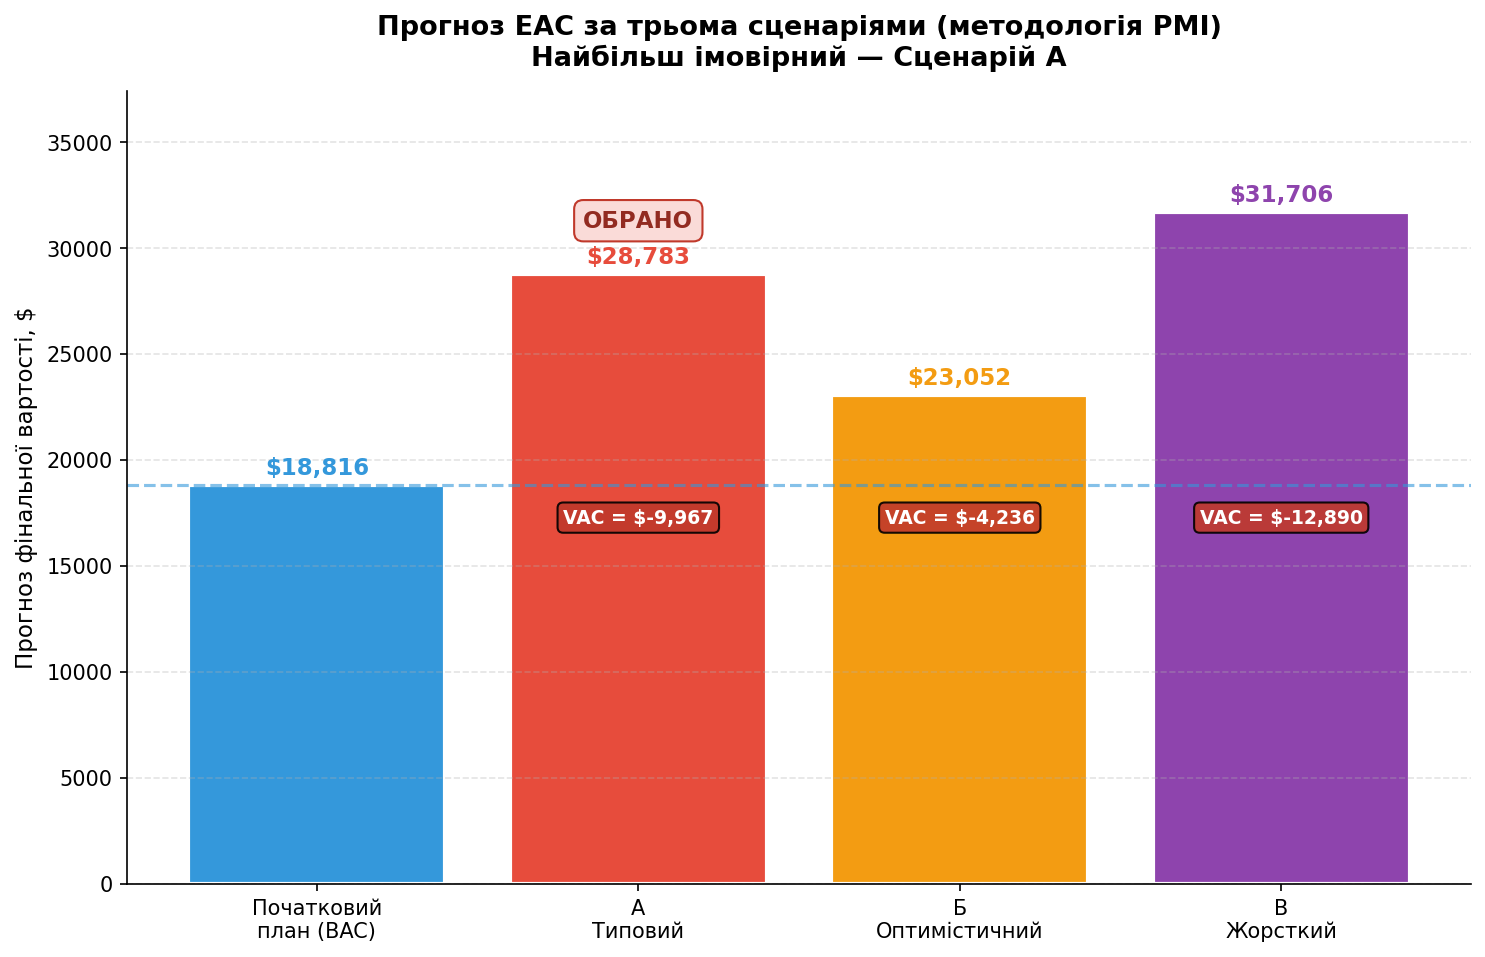 Прогноз EAC за трьома сценаріями (методологія PMI)
Найбільш імовірний — Сценарій А
Прогноз фінальної вартості, $
35000
30000
25000
20000
15000
10000
5000
0
$18,816
ОБРАНО
$28,783
$23,052
$31,706
VAC = $-9,967
VAC = $-4,236
VAC = $-12,890
Початковий
план (BAC)
А
Типовий
Б
Оптимістичний
В
Жорсткий